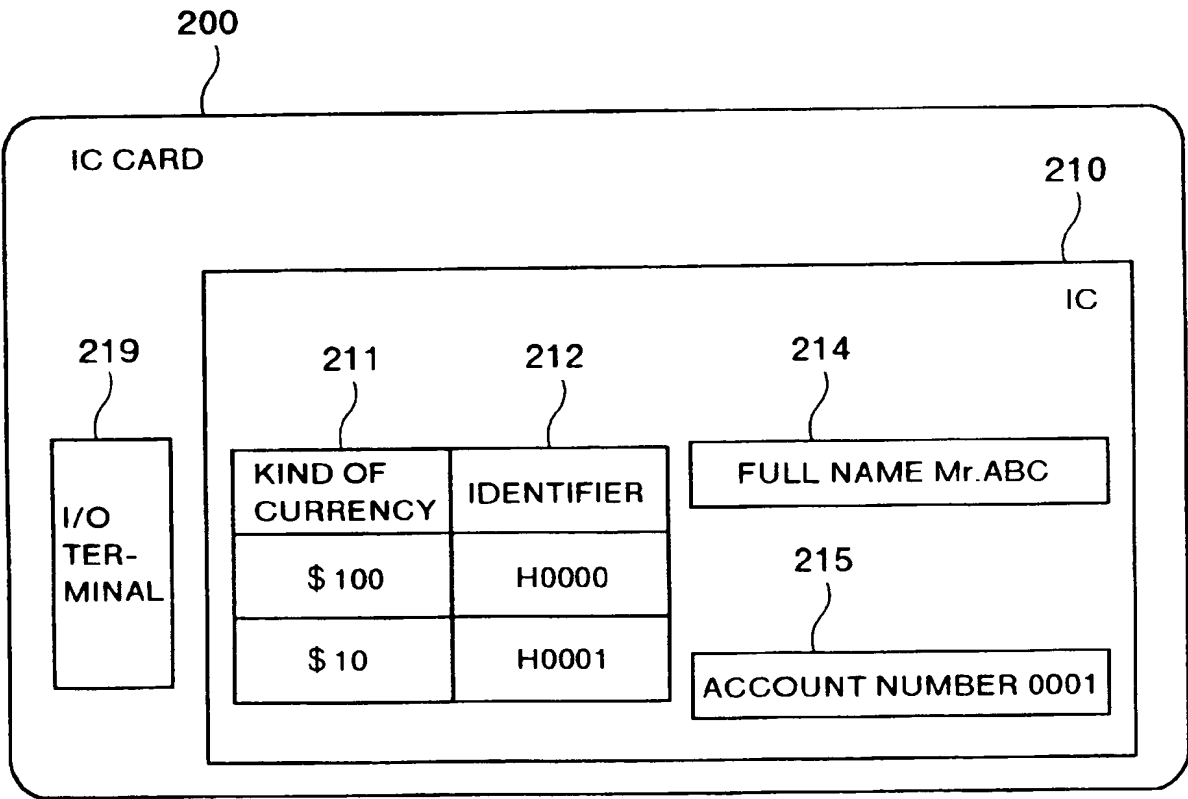 200
IC CARD
210
IC
219
211
212
214
I/O
TER-
MINAL
KIND OF
CURRENCY
IDENTIFIER
$ 100
H0000
$ 10
H0001
FULL NAME Mr.ABC
215
ACCOUNT NUMBER 0001